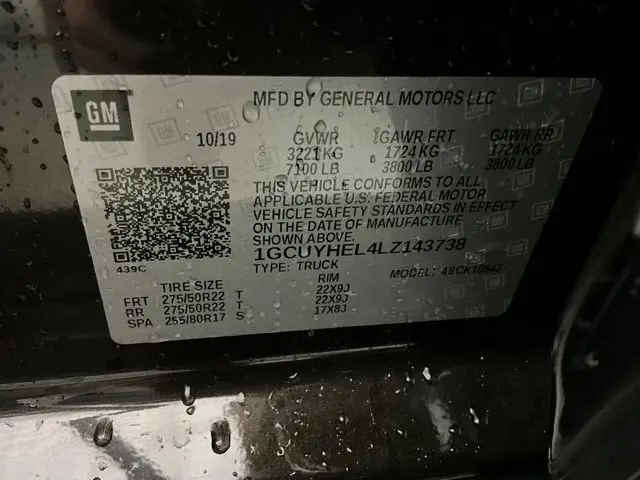 GM
MFD BY GENERAL MOTORS LLC
10/19 GVWR GAWR FRT GAWR RR
3221 KG 1724 KG 1724 KG
7100 LB 3800 LB 3800 LB
THIS VEHICLE CONFORMS TO ALL
APPLICABLE U.S. FEDERAL MOTOR
VEHICLE SAFETY STANDARDS IN EFFECT
ON THE DATE OF MANUFACTURE
SHOWN ABOVE.
1GCUYHEL4LZ143738
439C TYPE: TRUCK MODEL: 48CK10543
TIRE SIZE RIM
FRT 275/50R22 T 22X9J
RR 275/50R22 T 22X9J
SPA 255/80R17 S 17X8J